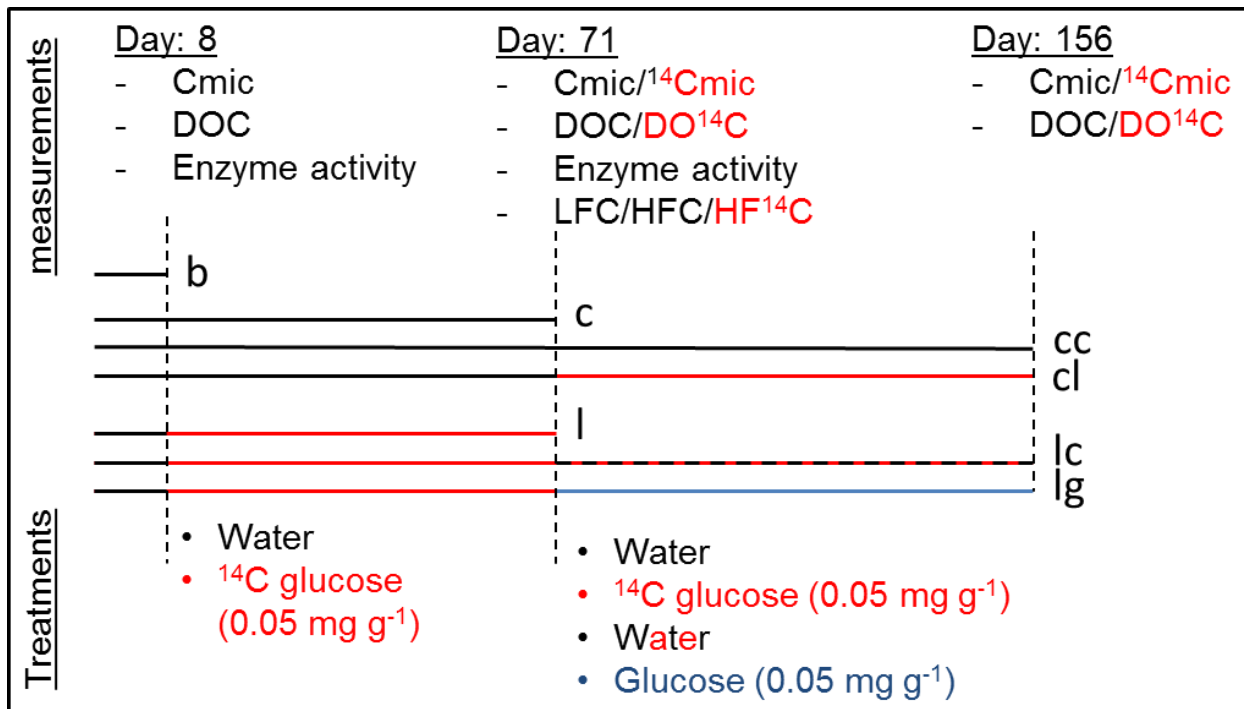 measurements
Day: 8
- Cmic
- DOC
- Enzyme activity
Day: 71
- Cmic/¹⁴Cmic
- DOC/DO¹⁴C
- Enzyme activity
- LFC/HFC/HF¹⁴C
Day: 156
- Cmic/¹⁴Cmic
- DOC/DO¹⁴C
b
c
cc
cl
l
lc
lg
Treatments
• Water
• ¹⁴C glucose
(0.05 mg g⁻¹)
• Water
• ¹⁴C glucose (0.05 mg g⁻¹)
• Water
• Glucose (0.05 mg g⁻¹)